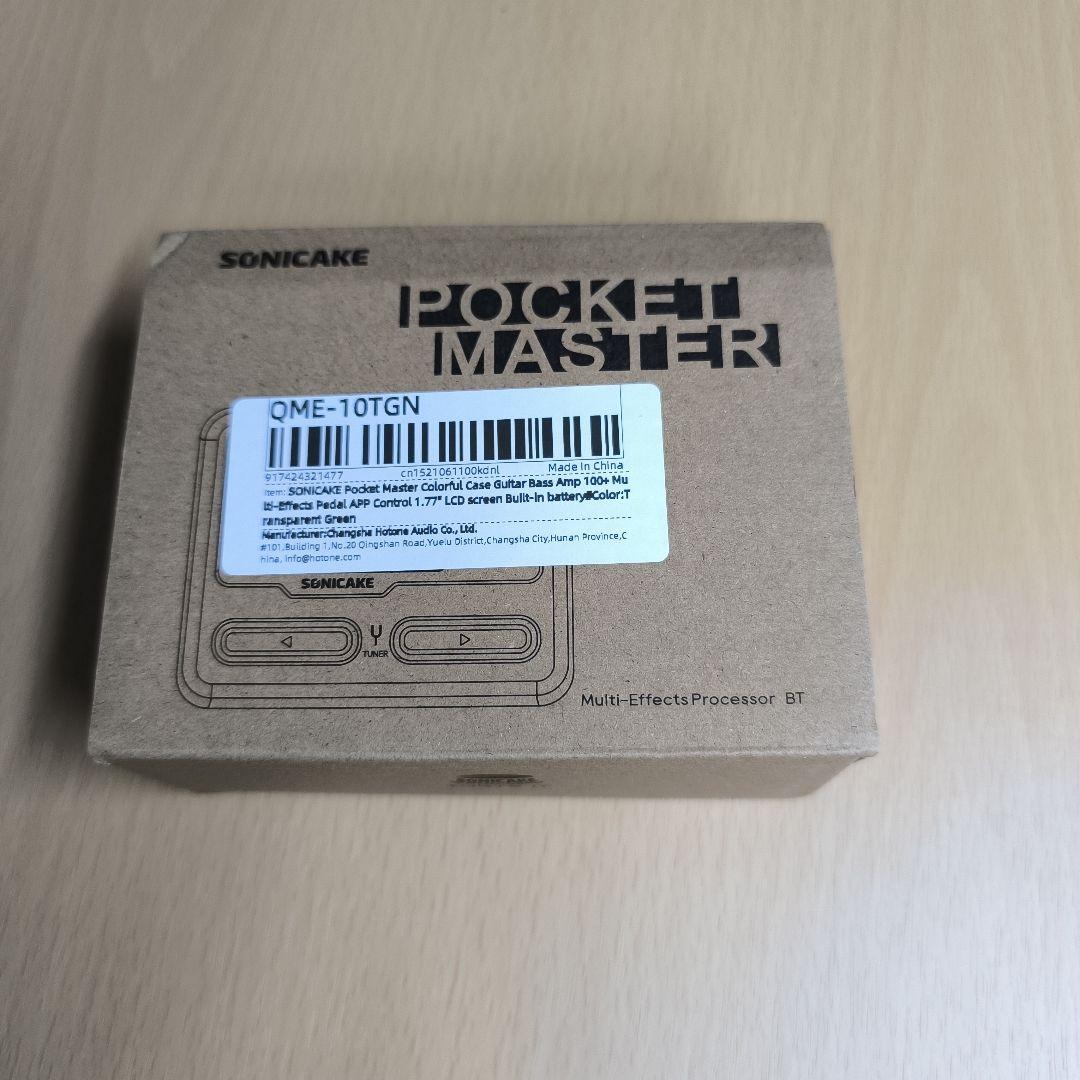 SONICAKE
POCKET
MASTER
QME-10TGN
917424321477 cn1521061100kdnl Made In China
Item: SONICAKE Pocket Master Colorful Case Guitar Bass Amp 100+ Mu
lti-Effects Pedal APP Control 1.77" LCD screen Built-in battery#Color:T
ransparent Green
Manufacturer:Changsha Hotone Audio Co., Ltd.
#101,Building 1,No.20 Qingshan Road,Yuelu District,Changsha City,Hunan Province,C
hina, info@hotone.com
SONICAKE
TUNER
Multi-Effects Processor BT
SONICAKE